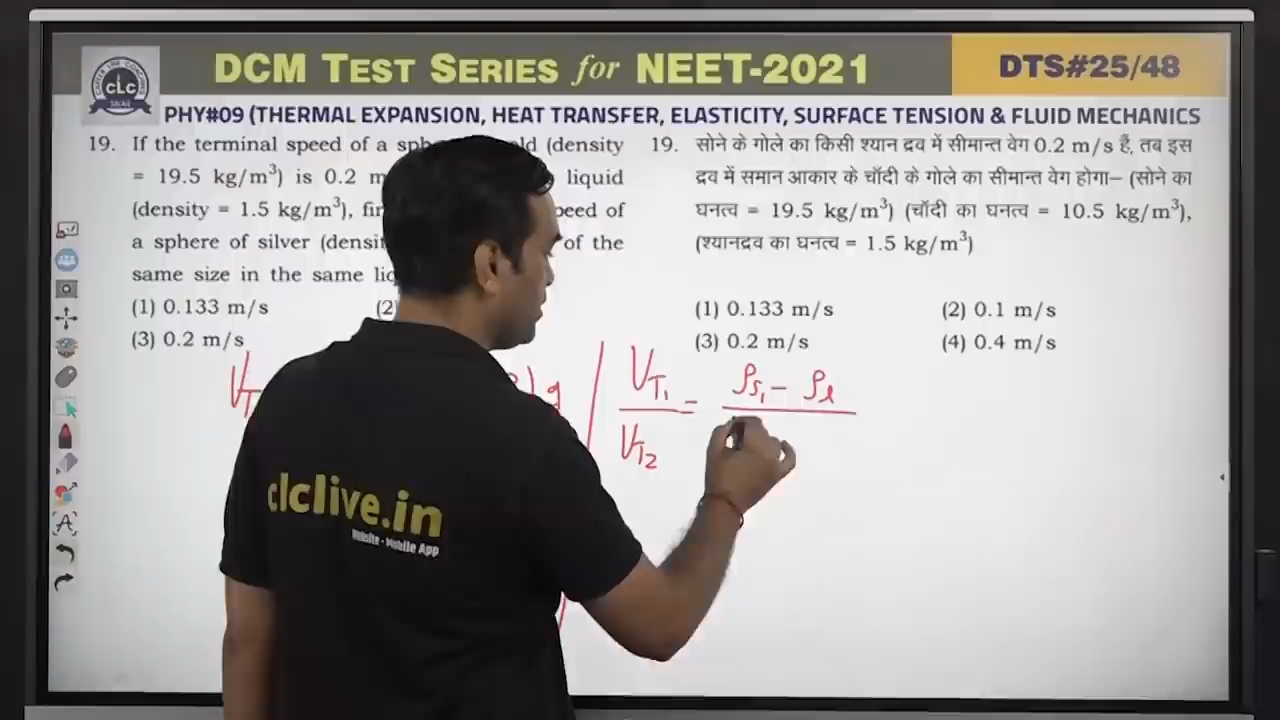 DCM TEST SERIES for NEET-2021
DTS#25/48
CLC
PHY#09 (THERMAL EXPANSION, HEAT TRANSFER, ELASTICITY, SURFACE TENSION & FLUID MECHANICS
19. If the terminal speed of a (density
= 19.5 kg/m³) is 0.2 liquid
(density = 1.5 kg/m³), of
a sphere of silver of the
same size in the same
(1) 0.133 m/s (2)
(3) 0.2 m/s
19. सोने के गोले का किसी श्यान द्रव में सीमान्त वेग 0.2 m/s हैं, तब इस
द्रव में समान आकार के चाँदी के गोले का सीमान्त वेग होगा– (सोने का
घनत्व = 19.5 kg/m³) (चाँदी का घनत्व = 10.5 kg/m³),
(श्यानद्रव का घनत्व = 1.5 kg/m³)
(1) 0.133 m/s (2) 0.1 m/s
(3) 0.2 m/s (4) 0.4 m/s
V_T g
V_T₁ / V_T₂ = ρ_s₁ - ρ_l
clclive.in
Website - Mobile App